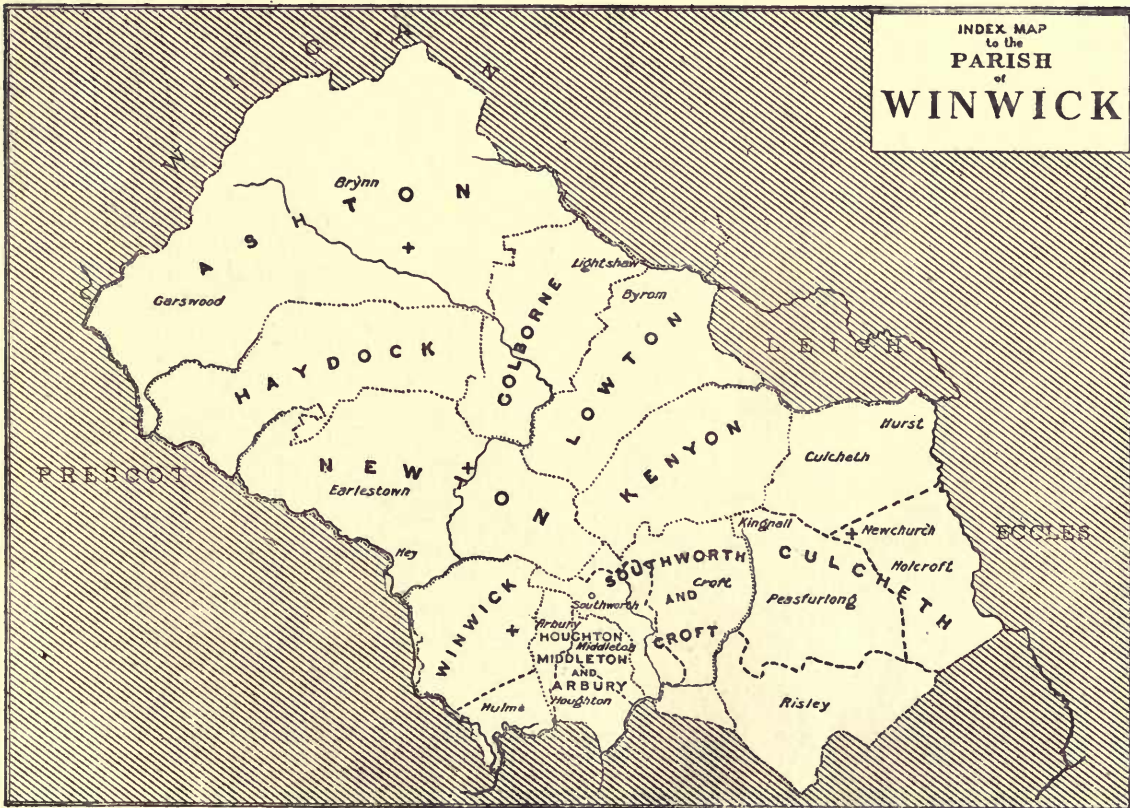 INDEX MAP
to the
PARISH
of
WINWICK
WIGAN
Brynn
ASHTON
Garswood
Lightshaw
Byrom
GOLBORNE
LEIGH
HAYDOCK
LOWTON
Hurst
KENYON
Culcheth
PRESCOT
NEWTON
Earlestown
Kingnall
Newchurch
ECCLES
CULCHETH
Holcroft
Hey
SOUTHWORTH
AND
CROFT
Croft
Peasfurlong
Southworth
WINWICK
Arbury
HOUGHTON
Middleton
MIDDLETON
AND
ARBURY
Houghton
Hulme
Risley